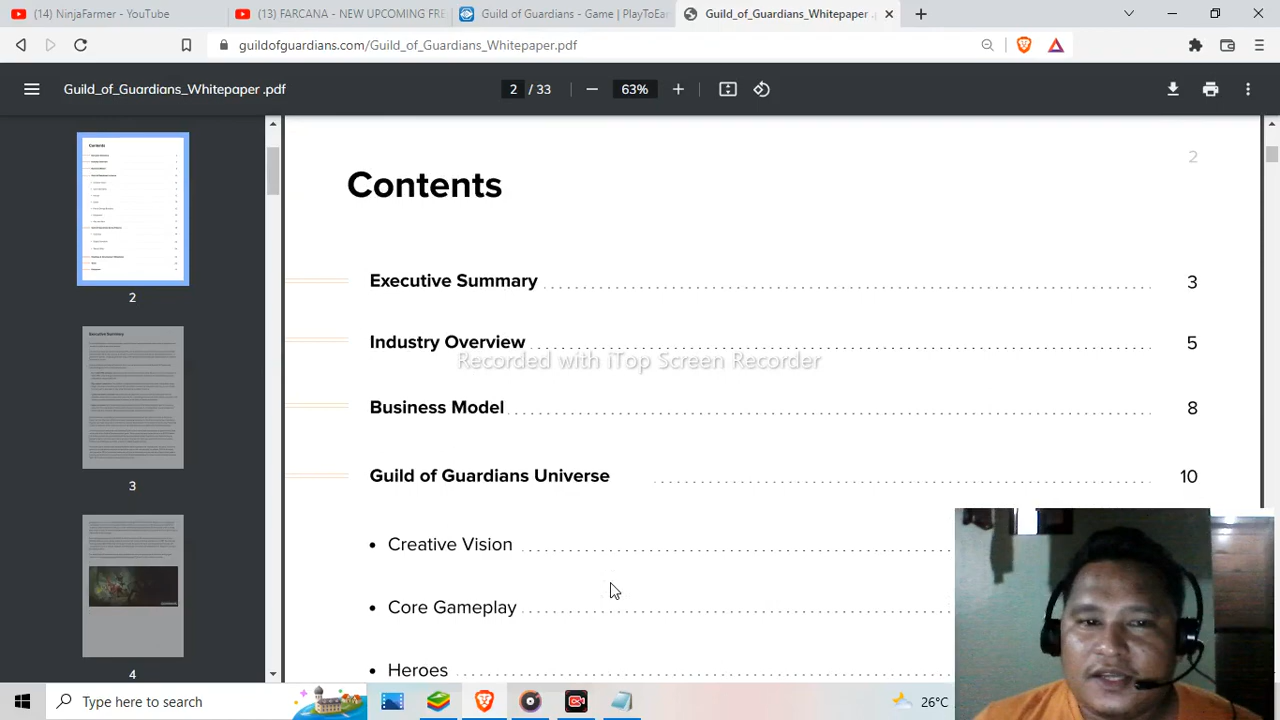 (14) NinjaFarmer - YouTube
(13) FARCANA - NEW UPCOMING FRE
Guild of Guardians - Game | PlayToEa
Guild_of_Guardians_Whitepaper .p
guildofguardians.com/Guild_of_Guardians_Whitepaper.pdf
Guild_of_Guardians_Whitepaper .pdf
2 / 33
63%
2
3
4
2
Contents
Executive Summary 3
Industry Overview 5
Recorded with iTop Screen Recorder
Business Model 8
Guild of Guardians Universe 10
• Creative Vision
• Core Gameplay
• Heroes
Type here to search
26°C